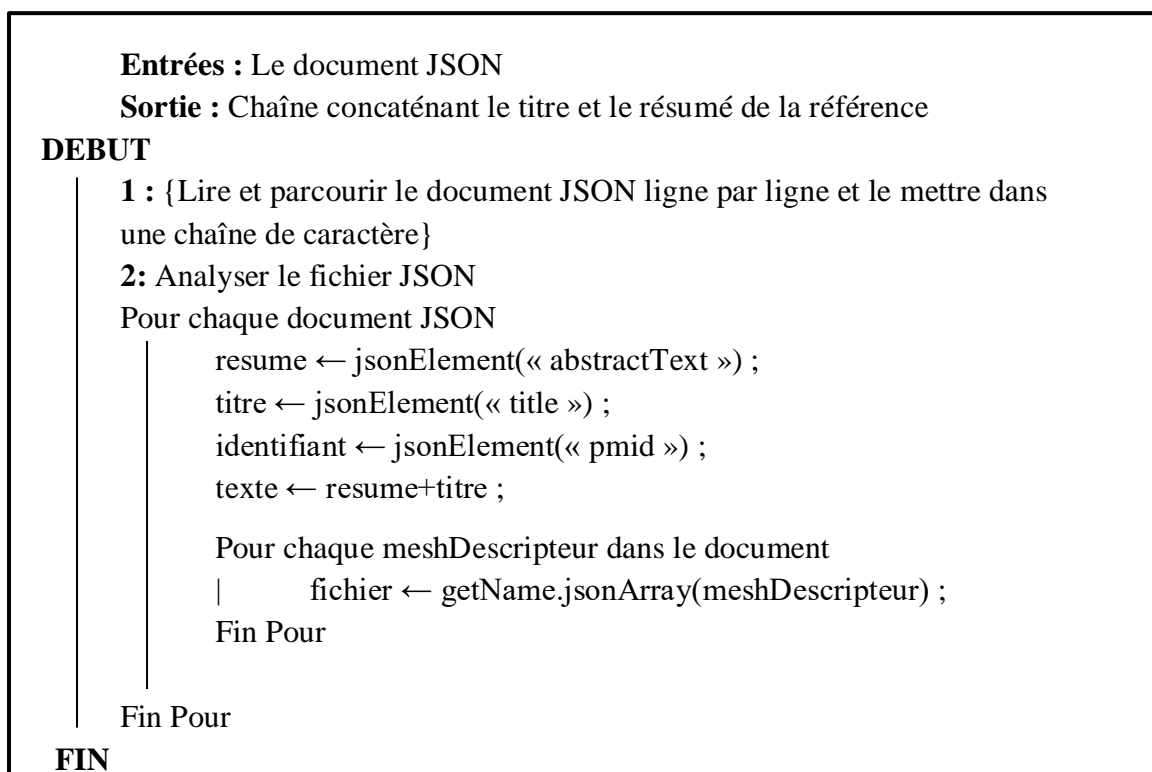 Entrées : Le document JSON
Sortie : Chaîne concaténant le titre et le résumé de la référence
DEBUT
1 : {Lire et parcourir le document JSON ligne par ligne et le mettre dans
une chaîne de caractère}
2: Analyser le fichier JSON
Pour chaque document JSON
resume ← jsonElement(« abstractText ») ;
titre ← jsonElement(« title ») ;
identifiant ← jsonElement(« pmid ») ;
texte ← resume+titre ;
Pour chaque meshDescripteur dans le document
| fichier ← getName.jsonArray(meshDescripteur) ;
Fin Pour
Fin Pour
FIN